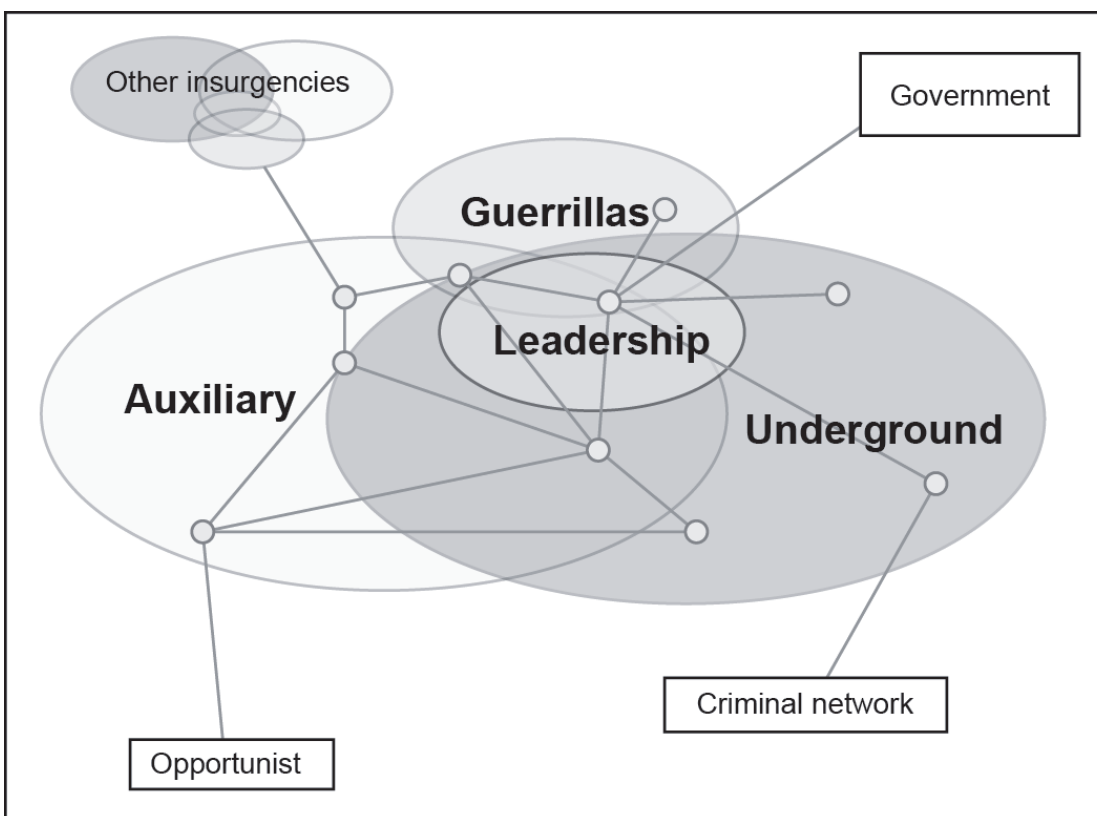 Other insurgencies
Government
Guerrillas
Leadership
Auxiliary
Underground
Criminal network
Opportunist